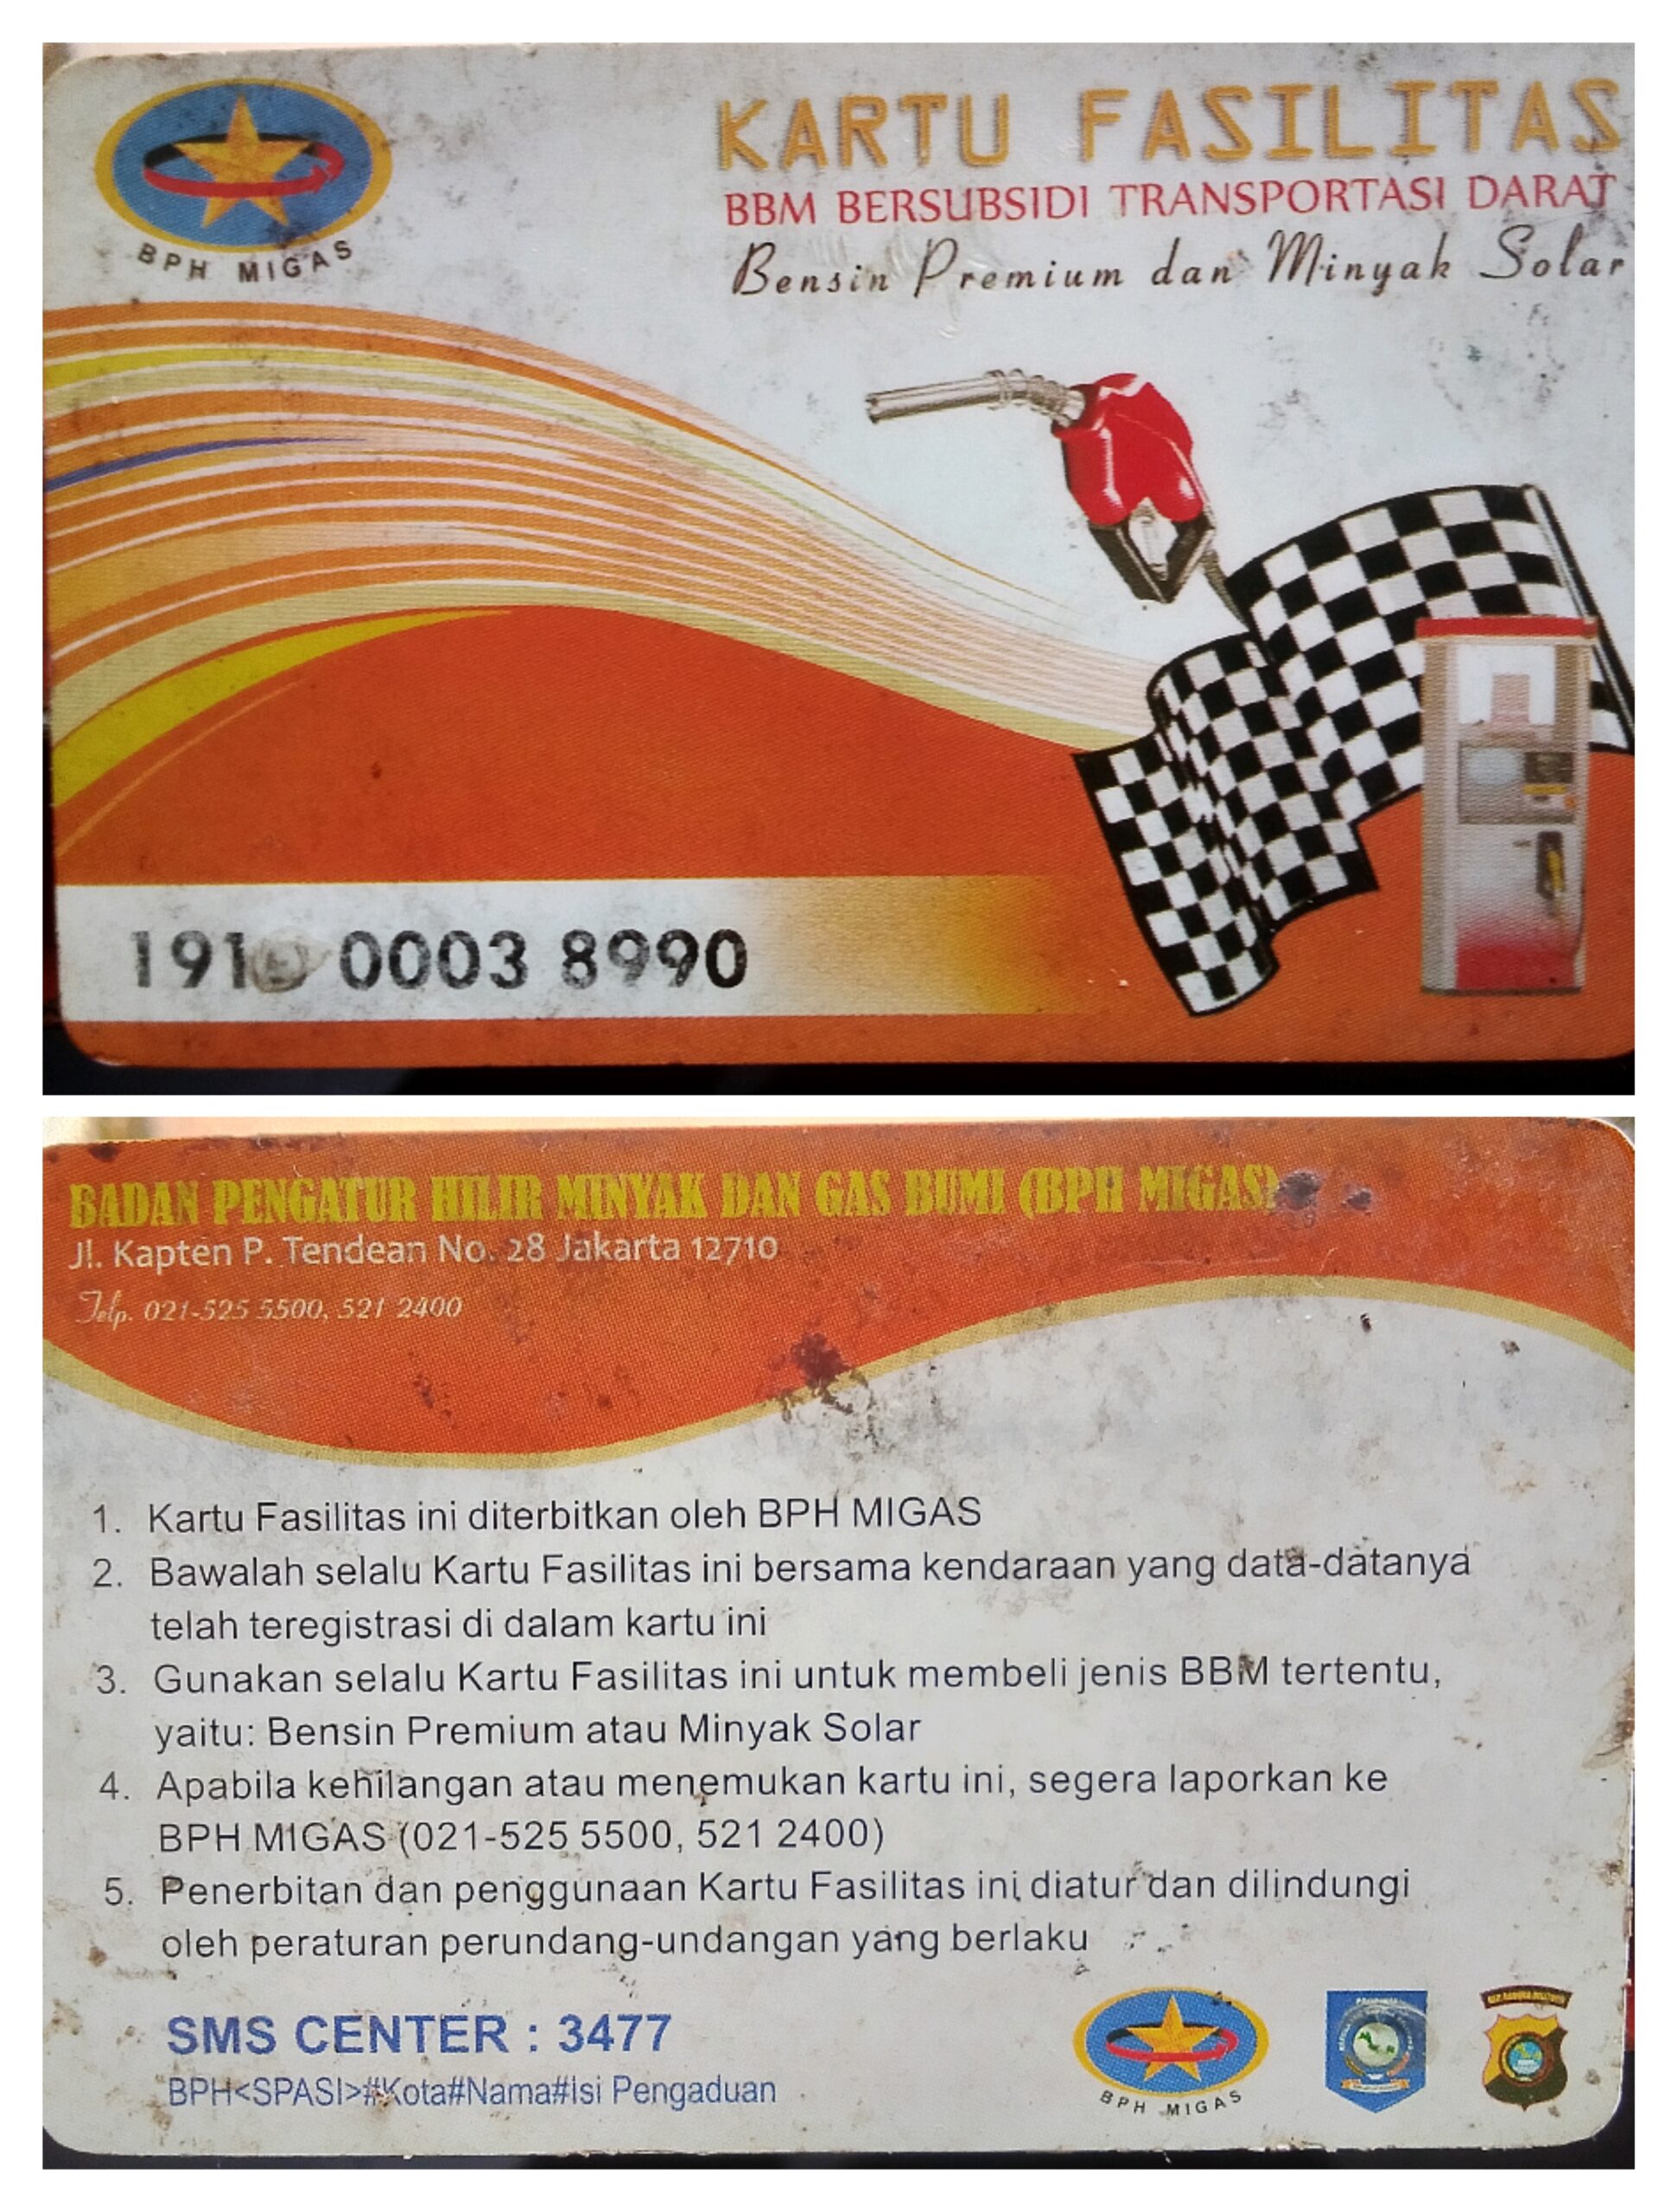 BPH MIGAS
KARTU FASILITAS
BBM BERSUBSIDI TRANSPORTASI DARAT
Bensin Premium dan Minyak Solar
0003 8990
BADAN PENGATUR HILIR MINYAK DAN GAS BUMI (BPH MIGAS)
Jl. Kapten P. Tendean No. 28 Jakarta 12710
Telp. 021-525 5500, 521 2400
1. Kartu Fasilitas ini diterbitkan oleh BPH MIGAS
2. Bawalah selalu Kartu Fasilitas ini bersama kendaraan yang data-datanya
telah teregistrasi di dalam kartu ini
3. Gunakan selalu Kartu Fasilitas ini untuk membeli jenis BBM tertentu,
yaitu: Bensin Premium atau Minyak Solar
4. Apabila kehilangan atau menemukan kartu ini, segera laporkan ke
BPH MIGAS (021-525 5500, 521 2400)
5. Penerbitan dan penggunaan Kartu Fasilitas ini diatur dan dilindungi
oleh peraturan perundang-undangan yang berlaku
SMS CENTER : 3477
BPH<SPASI>#Kota#Nama#Isi Pengaduan
BPH MIGAS